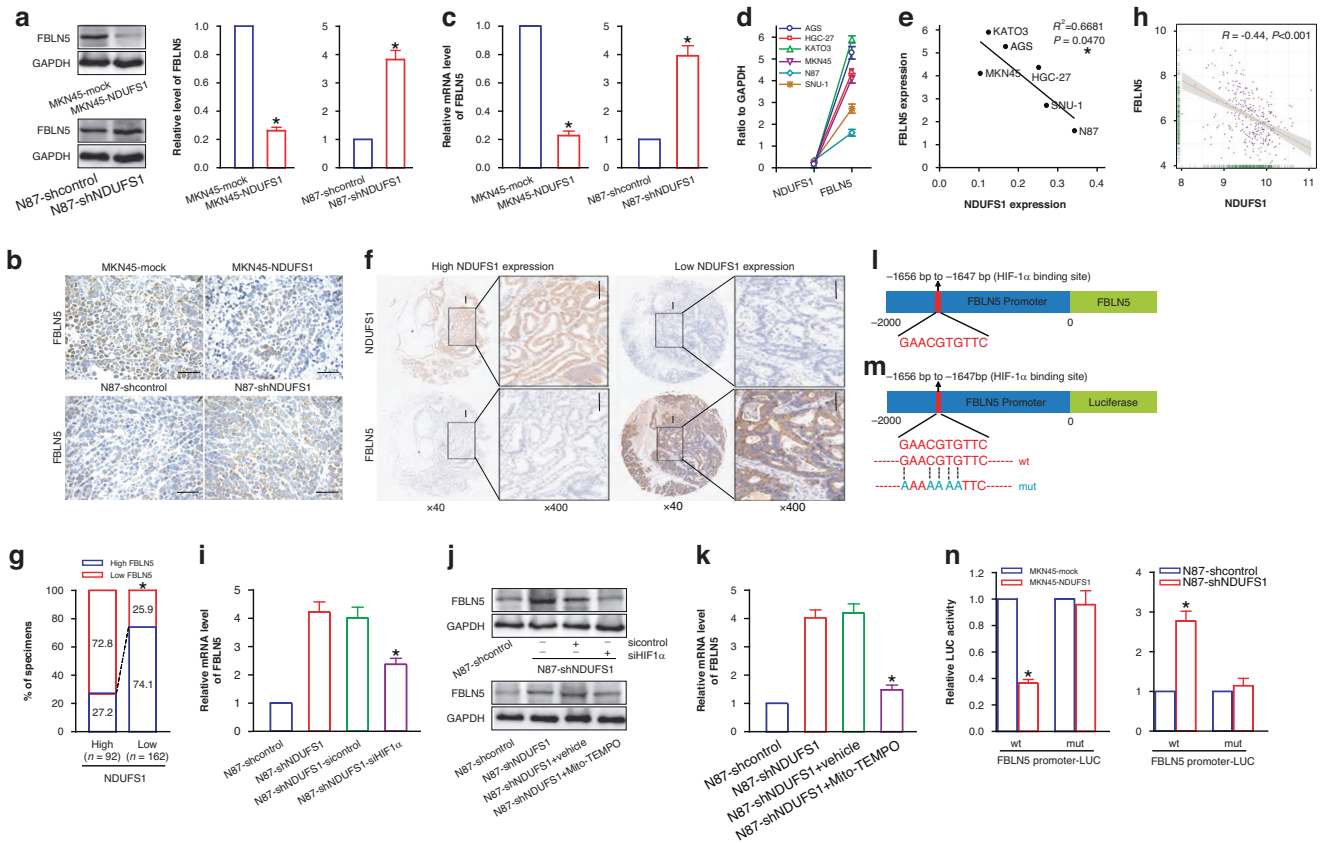 a
FBLN5
GAPDH
MKN45-mock
MKN45-NDUFS1
FBLN5
GAPDH
N87-shcontrol
N87-shNDUFS1
Relative level of FBLN5
1.0
0.8
0.6
0.4
0.2
0.0
*
MKN45-mock
MKN45-NDUFS1
5
4
3
2
1
0
*
N87-shcontrol
N87-shNDUFS1
c
Relative mRNA level
of FBLN5
1.0
0.8
0.6
0.4
0.2
0.0
*
MKN45-mock
MKN45-NDUFS1
5
4
3
2
1
0
*
N87-shcontrol
N87-shNDUFS1
d
Ratio to GAPDH
6
5
4
3
2
1
0
AGS
HGC-27
KATO3
MKN45
N87
SNU-1
NDUFS1
FBLN5
e
FBLN5 expression
6
5
4
3
2
1
0
R²=0.6681
P = 0.0470
*
KATO3
AGS
MKN45
HGC-27
SNU-1
N87
0.0
0.1
0.2
0.3
0.4
NDUFS1 expression
h
R = -0.44, P<0.001
FBLN5
9
8
6
4
8
9
10
11
NDUFS1
b
MKN45-mock
MKN45-NDUFS1
FBLN5
N87-shcontrol
N87-shNDUFS1
FBLN5
f
High NDUFS1 expression
Low NDUFS1 expression
NDUFS1
FBLN5
×40
×400
×40
×400
l
−1656 bp to −1647 bp (HIF-1α binding site)
FBLN5 Promoter
FBLN5
−2000
0
GAACGTGTTC
m
−1656 bp to −1647bp (HIF-1α binding site)
FBLN5 Promoter
Luciferase
−2000
0
GAACGTGTTC
------GAACGTGTTC------ wt
------AAAAAAATTC------ mut
g
High FBLN5
Low FBLN5
% of specimens
100
80
60
40
20
0
*
72.8
27.2
25.9
74.1
High
(n = 92)
Low
(n = 162)
NDUFS1
i
Relative mRNA level
of FBLN5
5
4
3
2
1
0
*
N87-shcontrol
N87-shNDUFS1
N87-shNDUFS1-sicontrol
N87-shNDUFS1-siHIF1α
j
FBLN5
GAPDH
N87-shcontrol
− + − sicontrol
− − + siHIF1α
N87-shNDUFS1
FBLN5
GAPDH
N87-shcontrol
N87-shNDUFS1
N87-shNDUFS1+vehicle
N87-shNDUFS1+Mito-TEMPO
k
Relative mRNA level
of FBLN5
5
4
3
2
1
0
*
N87-shcontrol
N87-shNDUFS1
N87-shNDUFS1+vehicle
N87-shNDUFS1+Mito-TEMPO
n
MKN45-mock
MKN45-NDUFS1
Relative LUC activity
1.2
1.0
0.8
0.6
0.4
0.2
0.0
*
wt
mut
FBLN5 promoter-LUC
N87-shcontrol
N87-shNDUFS1
4
3
2
1
0
*
wt
mut
FBLN5 promoter-LUC